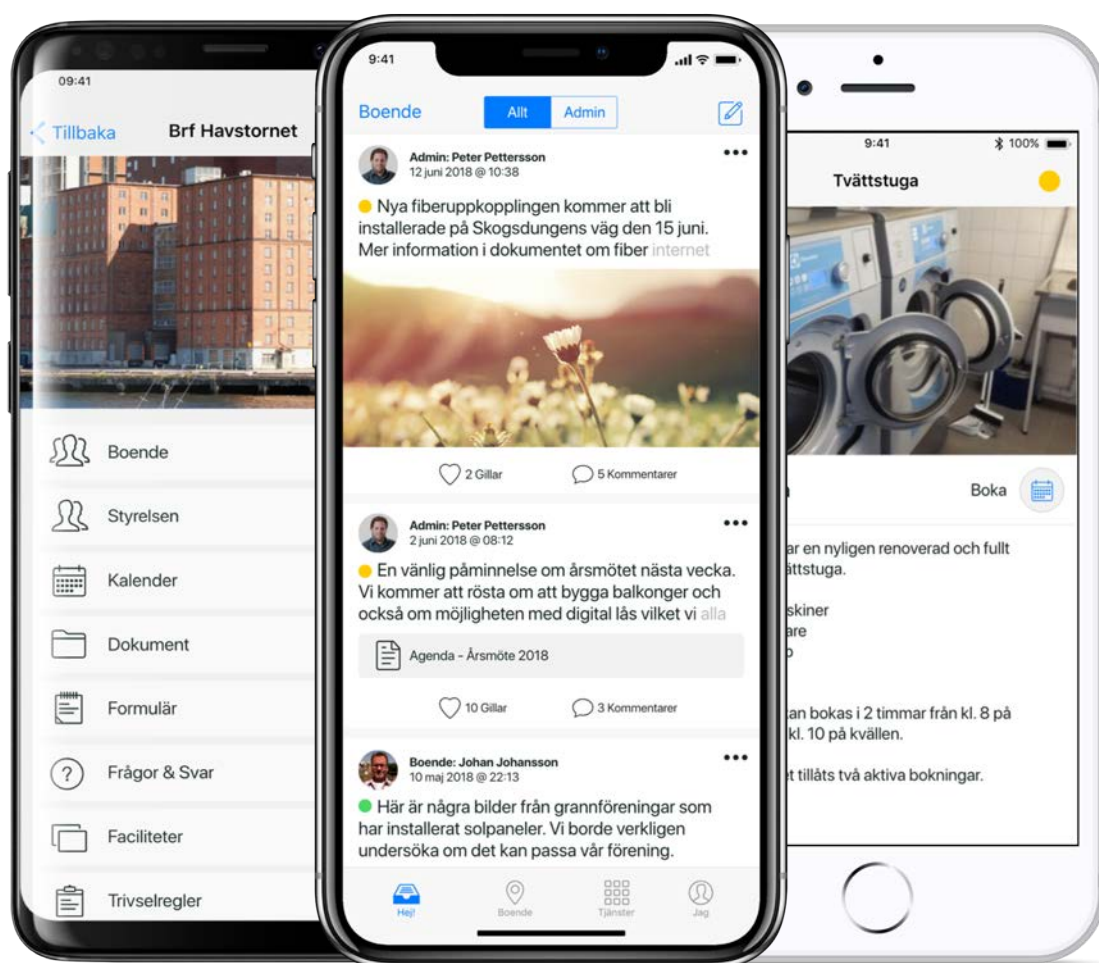 09:41
Tillbaka
Brf Havstornet
Boende
Styrelsen
Kalender
Dokument
Formulär
Frågor & Svar
Faciliteter
Trivselregler
9:41
Boende
Allt
Admin
Admin: Peter Pettersson
12 juni 2018 @ 10:38
Nya fiberuppkopplingen kommer att bli
installerade på Skogsdungens väg den 15 juni.
Mer information i dokumentet om fiber internet
2 Gillar
5 Kommentarer
Admin: Peter Pettersson
2 juni 2018 @ 08:12
En vänlig påminnelse om årsmötet nästa vecka.
Vi kommer att rösta om att bygga balkonger och
också om möjligheten med digital lås vilket vi alla
Agenda - Årsmöte 2018
10 Gillar
3 Kommentarer
Boende: Johan Johansson
10 maj 2018 @ 22:13
Här är några bilder från grannföreningar som
har installerat solpaneler. Vi borde verkligen
undersöka om det kan passa vår förening.
Hej!
Boende
Tjänster
Jag
9:41
100%
Tvättstuga
Boka
en nyligen renoverad och fullt
skiner
kan bokas i 2 timmar från kl. 8 på
kl. 10 på kvällen.
tillåts två aktiva bokningar.